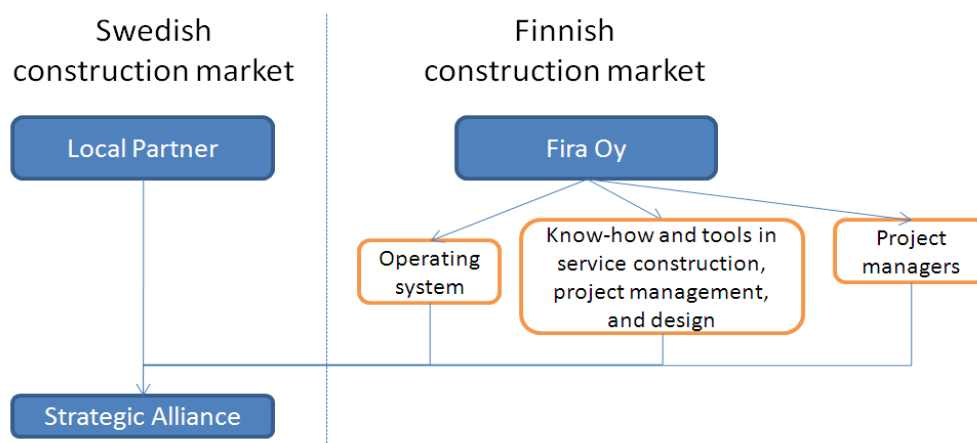 Swedish
construction market
Finnish
construction market
Local Partner
Fira Oy
Operating
system
Know-how and tools in
service construction,
project management,
and design
Project
managers
Strategic Alliance